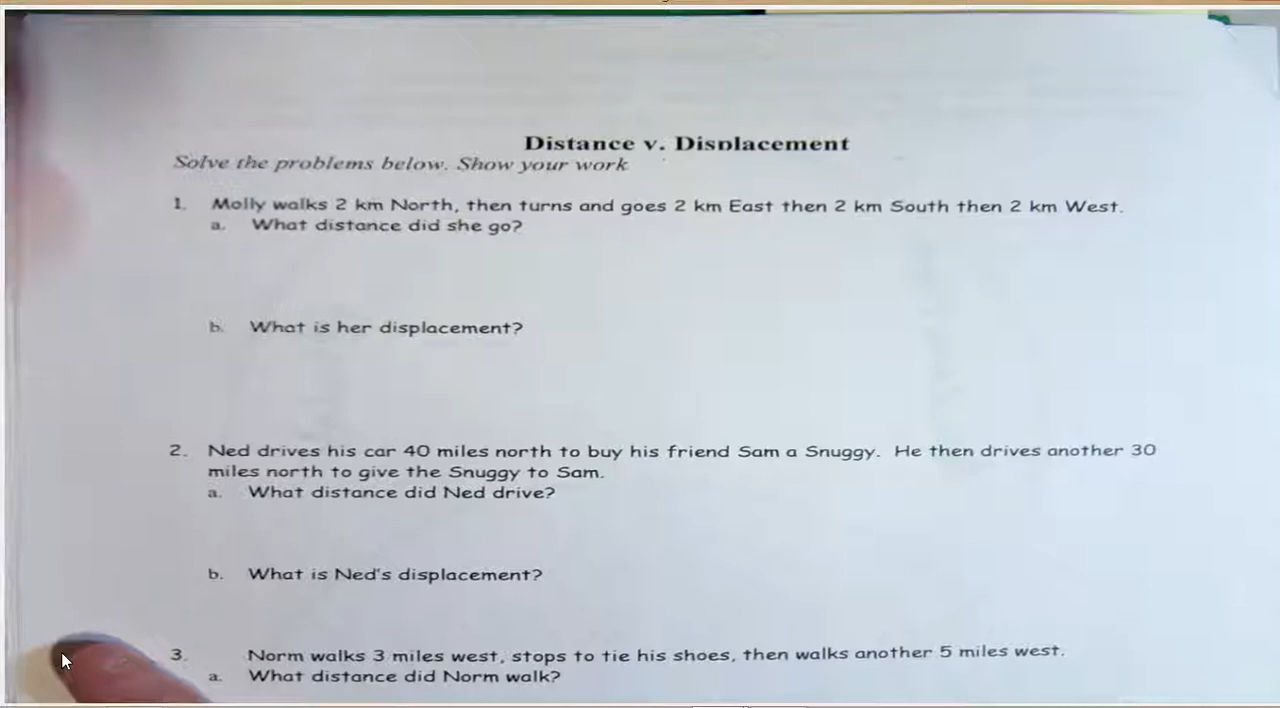 Distance v. Displacement
Solve the problems below. Show your work
1. Molly walks 2 km North, then turns and goes 2 km East then 2 km South then 2 km West.
a. What distance did she go?
b. What is her displacement?
2. Ned drives his car 40 miles north to buy his friend Sam a Snuggy. He then drives another 30
miles north to give the Snuggy to Sam.
a. What distance did Ned drive?
b. What is Ned's displacement?
3. Norm walks 3 miles west, stops to tie his shoes, then walks another 5 miles west.
a. What distance did Norm walk?